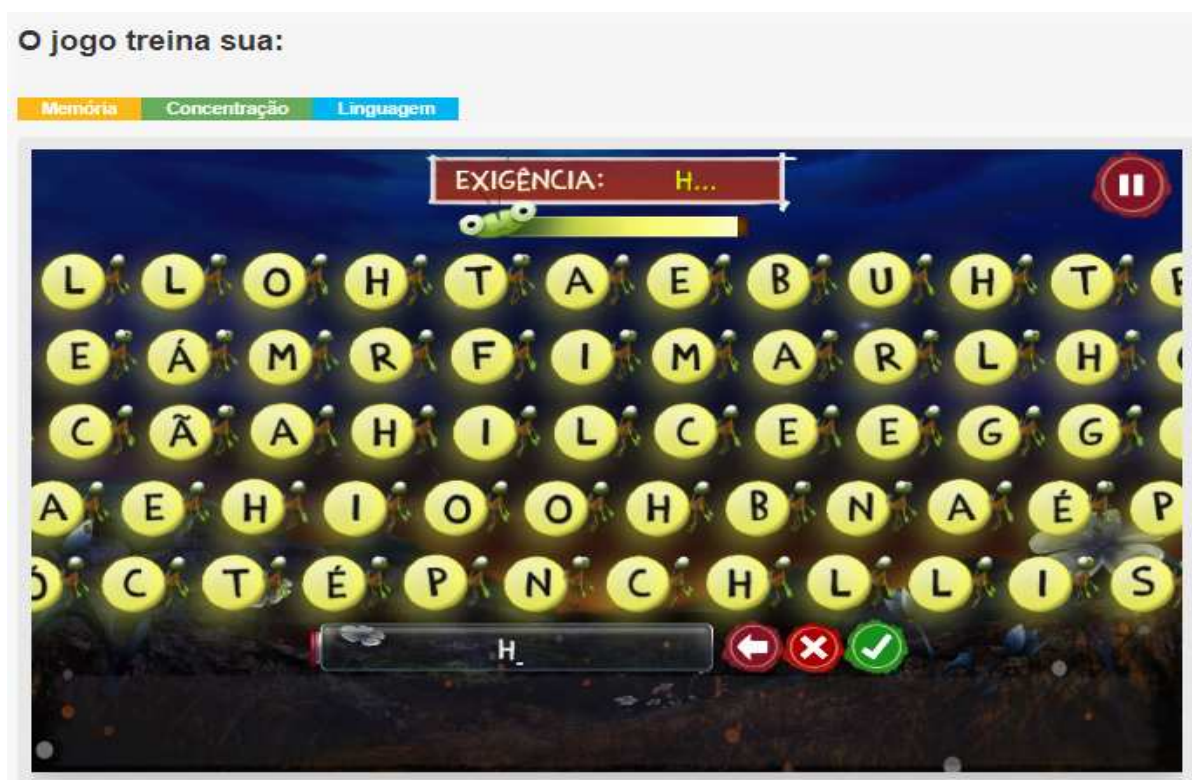 O jogo treina sua:
Memória Concentração Linguagem
EXIGÊNCIA: H...
L L O H T A E B U H T
E Á M R F I M A R L H
C Ã A H I L C E E G G
A E H I O O H B N A É P
Ó C T É P N C H L L I S
H_